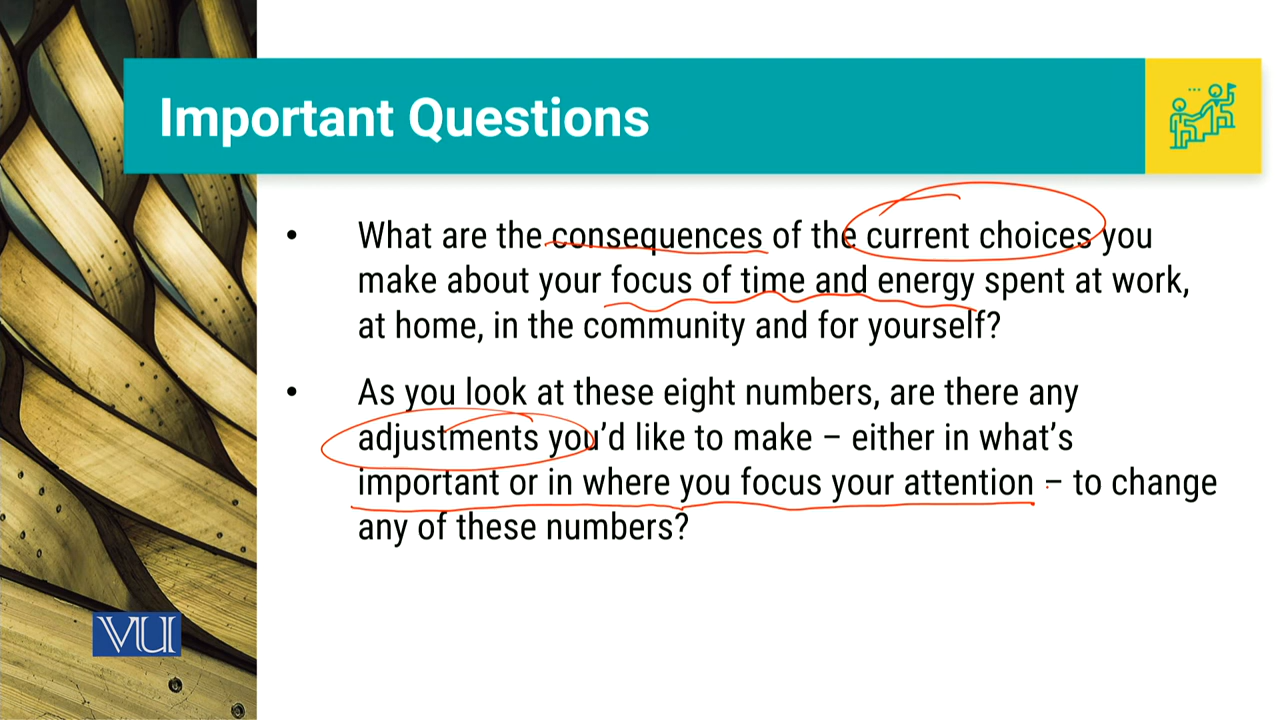 Important Questions
• What are the consequences of the current choices you
make about your focus of time and energy spent at work,
at home, in the community and for yourself?
• As you look at these eight numbers, are there any
adjustments you’d like to make – either in what’s
important or in where you focus your attention – to change
any of these numbers?
VU